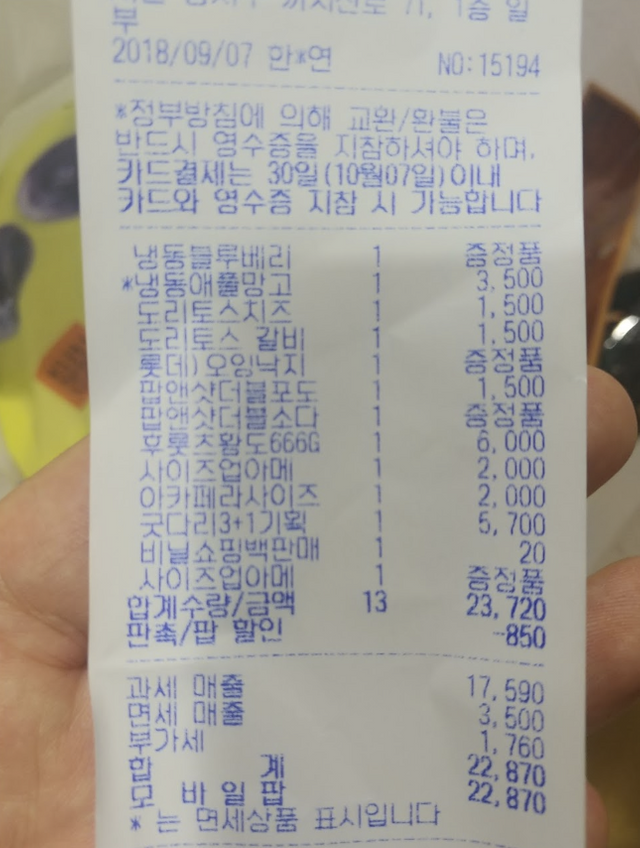 1층 일
부
2018/09/07 한*연 NO:15194
*정부방침에 의해 교환/환불은
반드시 영수증을 지참하셔야 하며,
카드결제는 30일(10월07일)이내
카드와 영수증 지참 시 가능합니다
냉동블루베리 1 증정품
*냉동애플망고 1 3,500
도리토스치즈 1 1,500
도리토스 갈비 1 1,500
롯데)오잉낙지 1 증정품
팝앤샷더블포도 1 1,500
팝앤샷더블소다 1 증정품
후룻츠황도666G 1 6,000
사이즈업아메 1 2,000
아카페라사이즈 1 2,000
굿다리3+1기획 1 5,700
비닐쇼핑백판매 1 20
사이즈업아메 1 증정품
합계수량/금액 13 23,720
판촉/팝 할인 -850
과세 매출 17,590
면세 매출 3,500
부가세 1,760
합 계 22,870
모 바 일 팝 22,870
* 는 면세상품 표시입니다